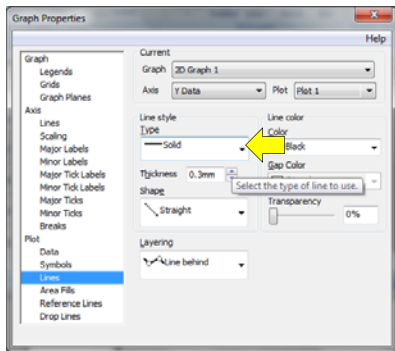 Graph Properties
Help
Graph
Legends
Grids
Graph Planes
Axis
Lines
Scaling
Major Labels
Minor Labels
Major Tick Labels
Minor Tick Labels
Major Ticks
Minor Ticks
Breaks
Plot
Data
Symbols
Lines
Area Fills
Reference Lines
Drop Lines
Current
Graph 2D Graph 1
Axis Y Data Plot Plot 1
Line style
Type
Solid
Thickness 0.3mm
Shape
Straight
Layering
Line behind
Line color
Color
Black
Gap Color
Select the type of line to use.
Transparency
0%